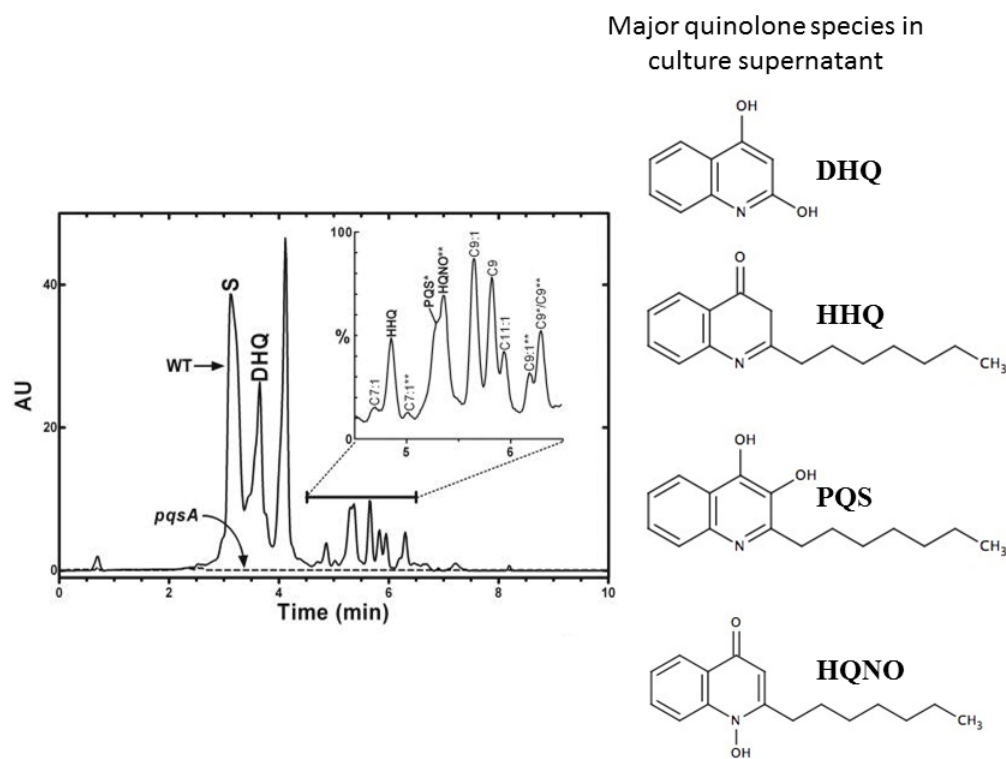 Major quinolone species in
culture supernatant
OH
DHQ
N
OH
O
HHQ
N
CH3
OH
OH
PQS
N
CH3
O
HQNO
N
CH3
OH
AU
40
20
0
0
2
4
6
8
10
Time (min)
WT
S
DHQ
pqsA
100
%
0
5
6
C7:1
HHQ
C7:1**
PQS*
HQNO**
C9:1
C9
C11:1
C9:1**
C9*/C9**